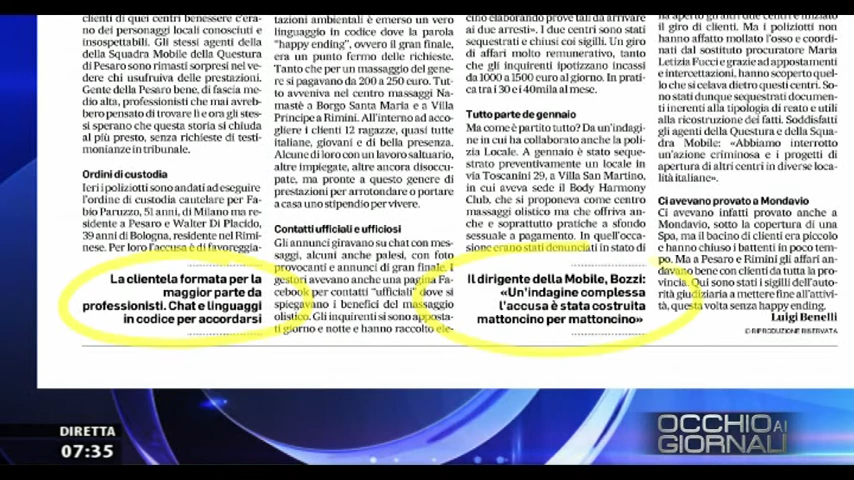 clienti di quei centri benessere c'era-
no dei personaggi locali conosciuti e
insospettabili. Gli stessi agenti della
della Squadra Mobile della Questura
di Pesaro sono rimasti sorpresi nel ve-
dere chi usufruiva delle prestazioni.
Gente della Pesaro bene, di fascia me-
dio alta, professionisti che mai avreb-
bero pensato di trovare lì e ora gli stes-
si sperano che questa storia si chiuda
al più presto, senza richieste di testi-
monianze in tribunale.
Ordini di custodia
Ieri i poliziotti sono andati ad eseguire
l'ordine di custodia cautelare per Fa-
bio Paruzzo, 51 anni, di Milano ma re-
sidente a Pesaro e Walter Di Placido,
39 anni di Bologna, residente nel Rimi-
nese. Per loro l'accusa è di favoreggia-
La clientela formata per la
maggior parte da
professionisti. Chat e linguaggi
in codice per accordarsi
tazioni ambientali è emerso un vero
linguaggio in codice dove la parola
"happy ending", ovvero il gran finale,
era un punto fermo delle richieste.
Tanto che per un massaggio del gene-
re si pagavano da 200 a 250 euro. Tut-
to avveniva nel centro massaggi Na-
mastè a Borgo Santa Maria e a Villa
Principe a Rimini. All'interno ad acco-
gliere i clienti 12 ragazze, quasi tutte
italiane, giovani e di bella presenza.
Alcune di loro con lavoro saltuario,
altre impiegate, altre ancora disoccu-
pate, ma pronte a questo genere di
prestazioni per arrotondare o portare
a casa uno stipendio per vivere.
Contatti ufficiali e ufficiosi
Gli annunci giravano su chat con mes-
saggi, alcuni anche palesi, con foto
provocanti e annunci di gran finale. I
gestori avevano anche una pagina Fa-
cebook per contatti "ufficiali" dove si
spiegavano i benefici del massaggio
olistico. Gli inquirenti si sono apposta-
ti giorno e notte e hanno raccolto ele-
cino elaborando prove tali da arrivare
ai due arresti». I due centri sono stati
sequestrati e chiusi coi sigilli. Un giro
di affari molto remunerativo, tanto
che gli inquirenti ipotizzano incassi
da 1000 a 1500 euro al giorno. In prati-
ca tra i 30 e i 40mila al mese.
Tutto parte da gennaio
Ma come è partito tutto? Da un'indagi-
ne in cui ha collaborato anche la poli-
zia Locale. A gennaio è stato seque-
strato preventivamente un locale in
via Toscanini 29, a Villa San Martino,
in cui aveva sede il Body Harmony
Club, che si proponeva come centro
massaggi olistico ma che offriva an-
che e soprattutto pratiche a sfondo
sessuale a pagamento. In quell'occa-
sione erano stati denunciati in stato di
Il dirigente della Mobile, Bozzi:
«Un'indagine complessa
l'accusa è stata costruita
mattoncino per mattoncino»
ha aperto gli altri due centri e iniziato
il giro di clienti. Ma i poliziotti non
hanno affatto mollato l'osso e coordi-
nati dal sostituto procuratore Maria
Letizia Fucci e grazie ad appostamenti
e intercettazioni, hanno scoperto quel-
lo che si celava dietro questi centri. So-
no stati dunque sequestrati documen-
ti inerenti alla tipologia di reato e utili
alla ricostruzione dei fatti. Soddisfatti
gli agenti della Questura e della Squa-
dra Mobile: «Abbiamo interrotto
un'azione criminosa e i progetti di
apertura di altri centri in diverse loca-
lità italiane».
Ci avevano provato a Mondavio
Ci avevano infatti provato anche a
Mondavio, sotto la copertura di una
Spa, ma il bacino di clienti era piccolo
e hanno chiuso i battenti in poco tem-
po. Ma a Pesaro e Rimini gli affari an-
davano bene con clienti da tutta la pro-
vincia. Qui sono stati i sigilli dell'auto-
rità giudiziaria a mettere fine all'attivi-
tà, questa volta senza happy ending.
Luigi Benelli
© RIPRODUZIONE RISERVATA
DIRETTA
07:35
OCCHIO AI
GIORNALI